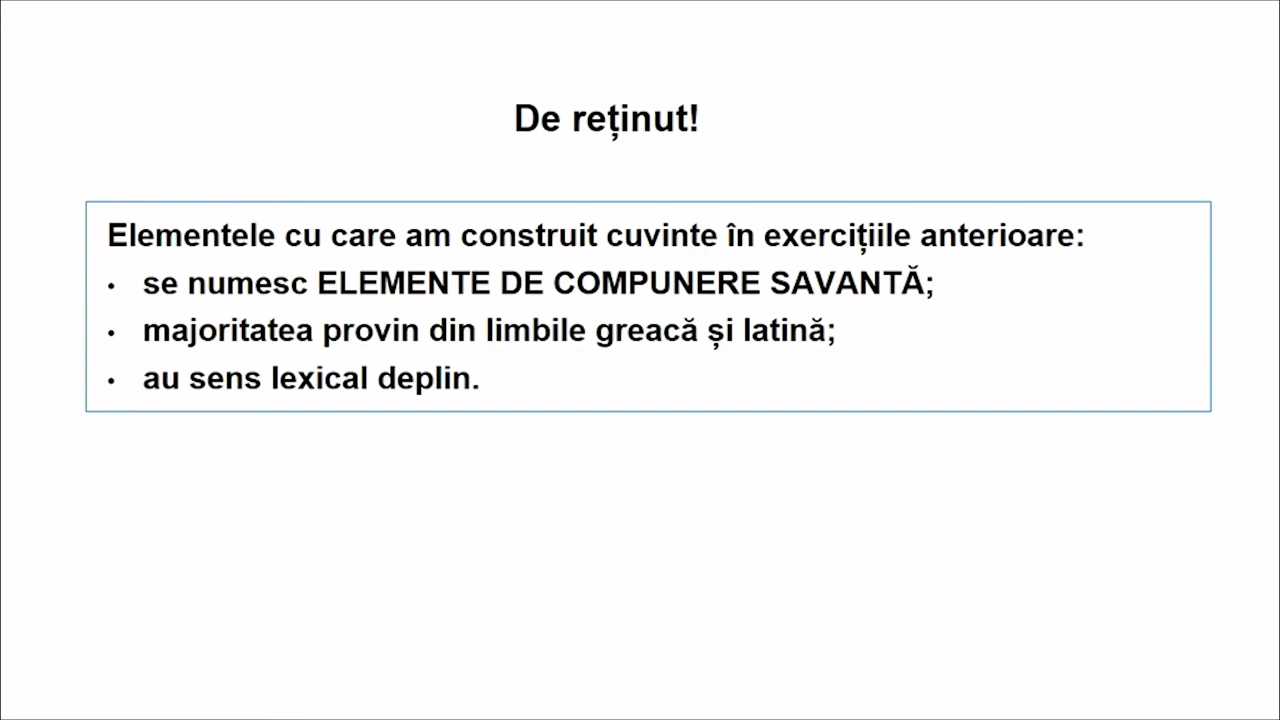 De reținut!
Elementele cu care am construit cuvinte în exercițiile anterioare:
• se numesc ELEMENTE DE COMPUNERE SAVANTĂ;
• majoritatea provin din limbile greacă și latină;
• au sens lexical deplin.